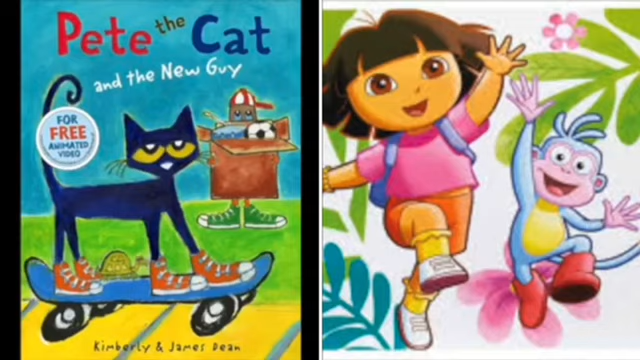 Pete the Cat
and the New Guy
FOR
FREE
ANIMATED
VIDEO
Kimberly & James Dean